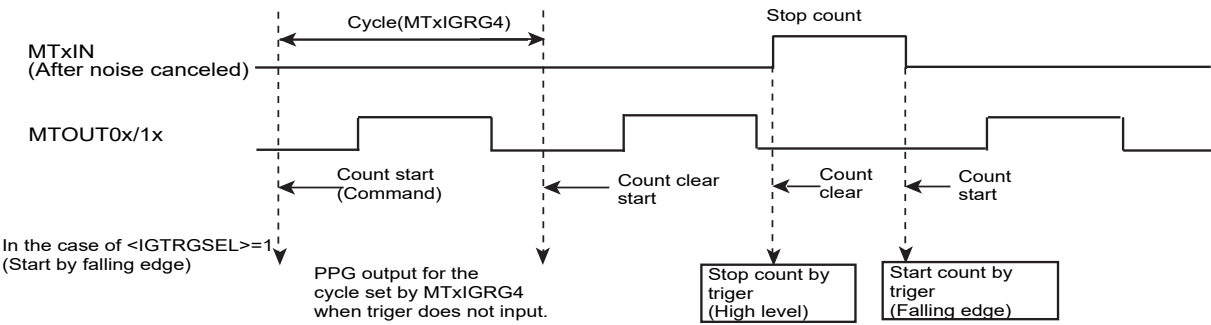 Cycle(MTxIGRG4)
Stop count
MTxIN
(After noise canceled)
MTOUT0x/1x
Count start
(Command)
Count clear
start
Count
clear
Count
start
In the case of <IGTRGSEL>=1
(Start by falling edge)
PPG output for the
cycle set by MTxIGRG4
when triger does not input.
Stop count by
triger
(High level)
Start count by
triger
(Falling edge)